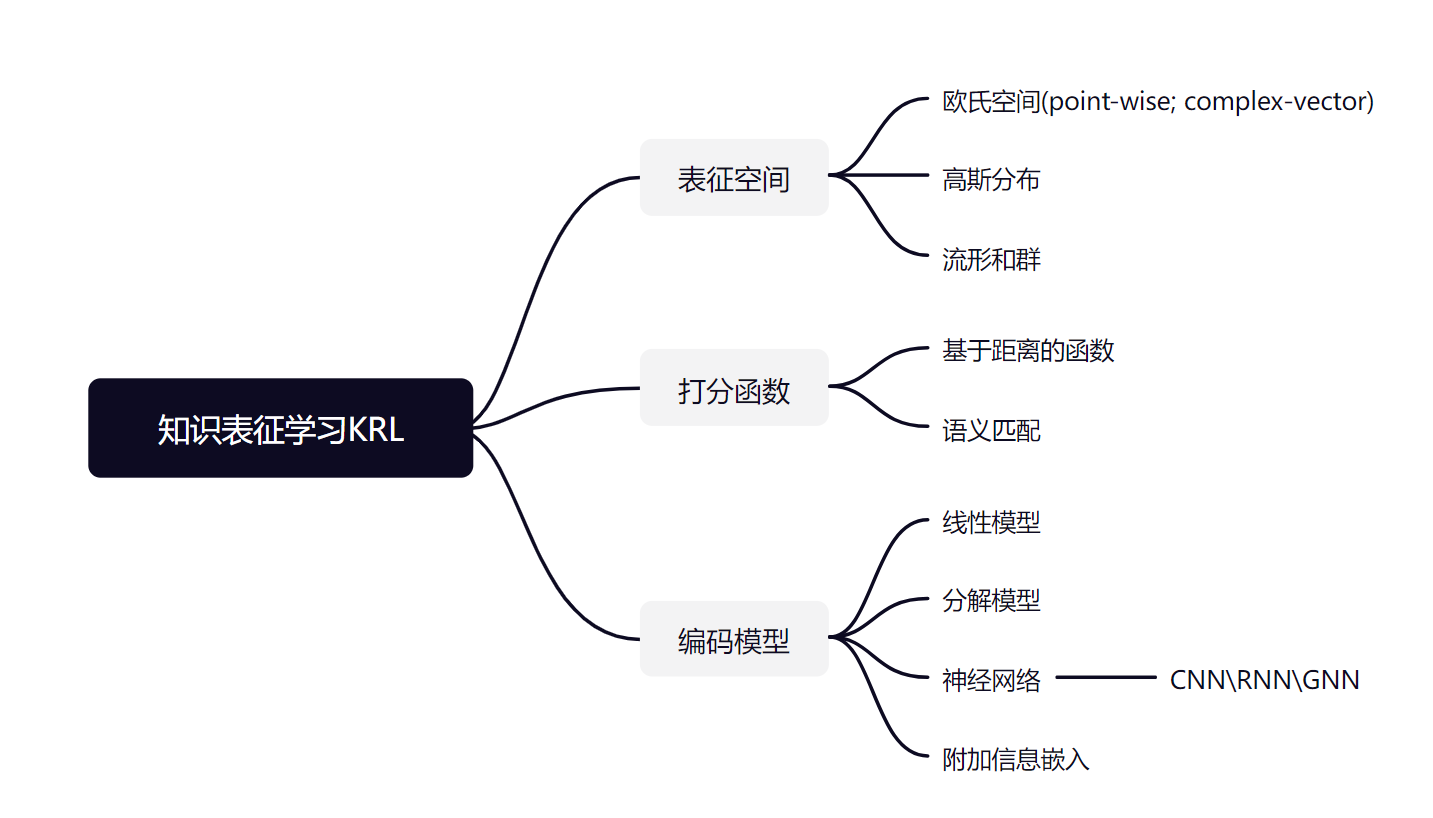 知识表征学习KRL
表征空间
欧氏空间(point-wise; complex-vector)
高斯分布
流形和群
打分函数
基于距离的函数
语义匹配
编码模型
线性模型
分解模型
神经网络
CNN\RNN\GNN
附加信息嵌入